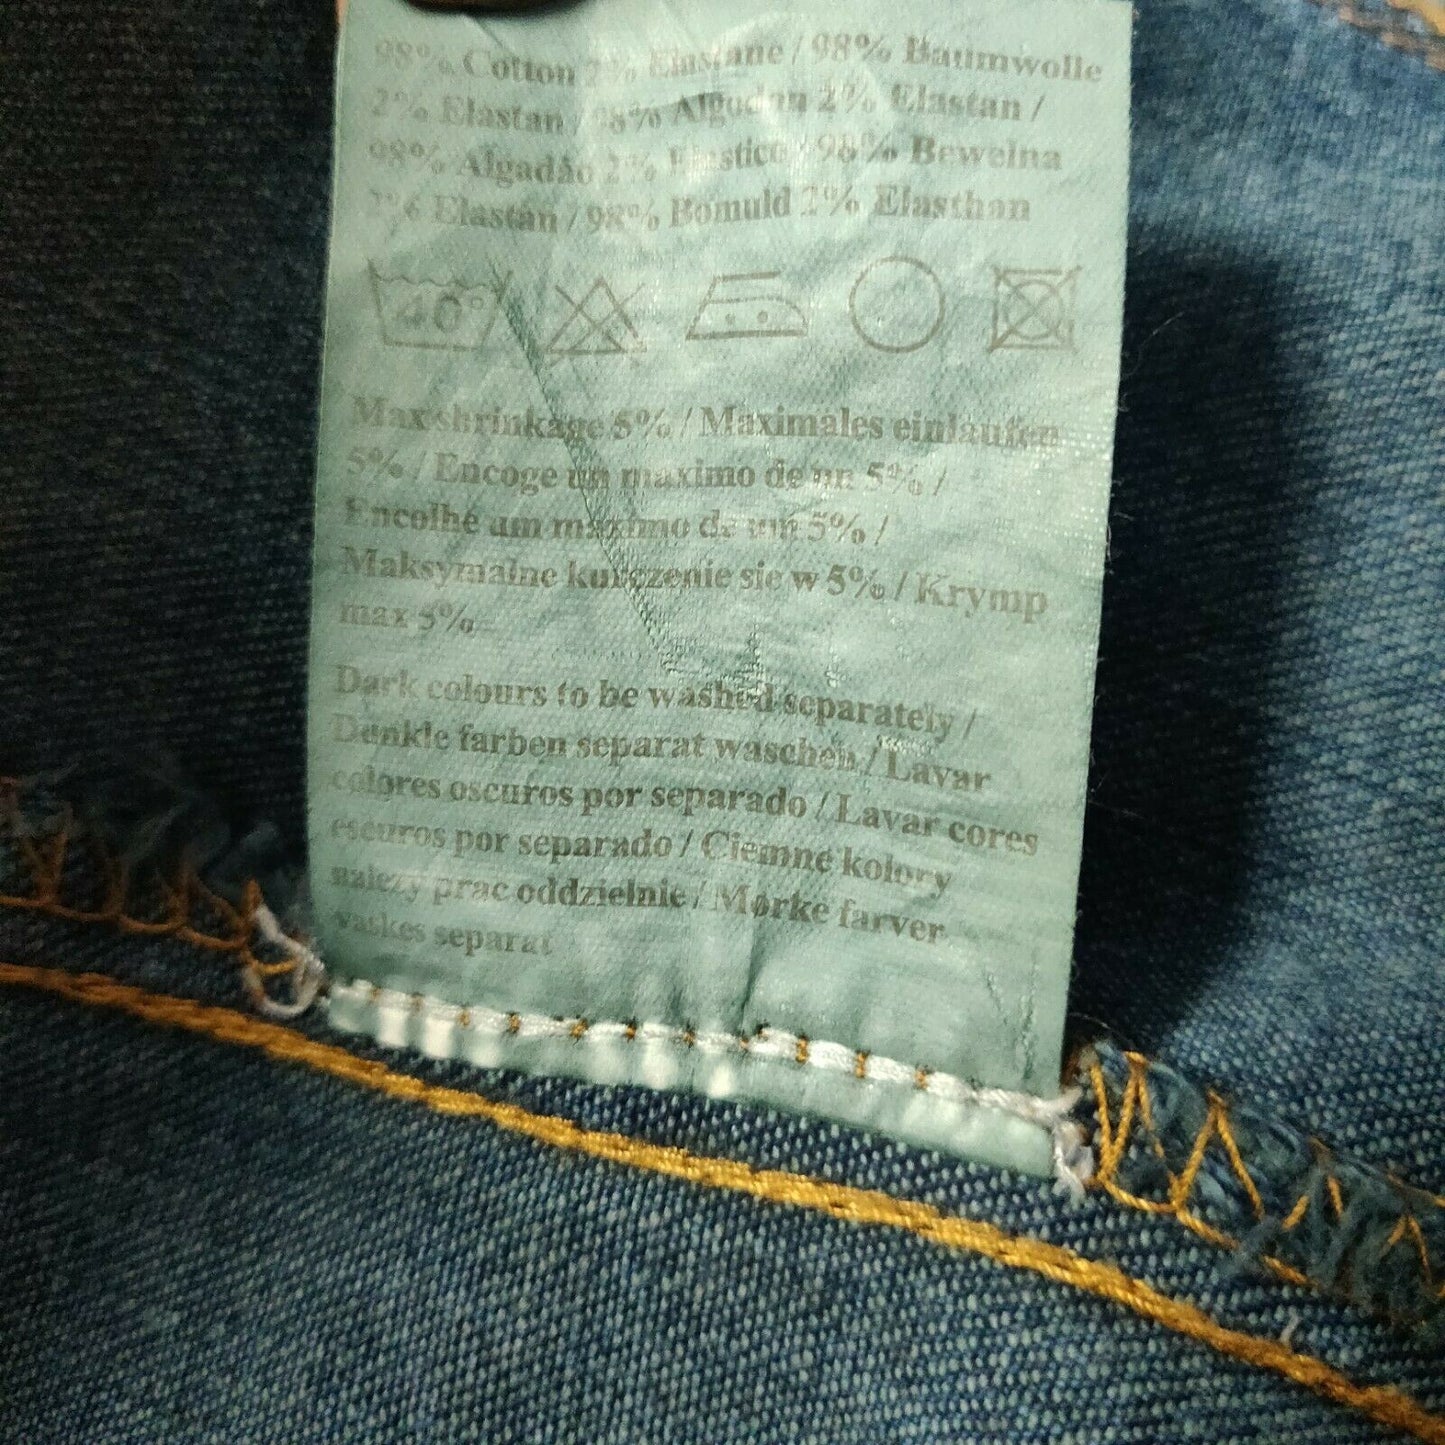 98% Cotton 2% Elastane / 98% Baumwolle
2% Elastan / 98% Algodan 2% Elastan /
98% Algadão 2% Elastico / 98% Bewelna
2% Elastan / 98% Bomuld 2% Elasthan
40°
Max shrinkage 5% / Maximales einlaufen
5% / Encoge un maximo de un 5% /
Encolhe um maximo de um 5% /
Maksymalne kurczenie sie w 5% / Krymp
max 5%
Dark colours to be washed separately /
Dunkle farben separat waschen / Lavar
colores oscuros por separado / Lavar cores
escuros por separado / Ciemne kolory
nalezy prac oddzielnie / Mørke farver
vaskes separat